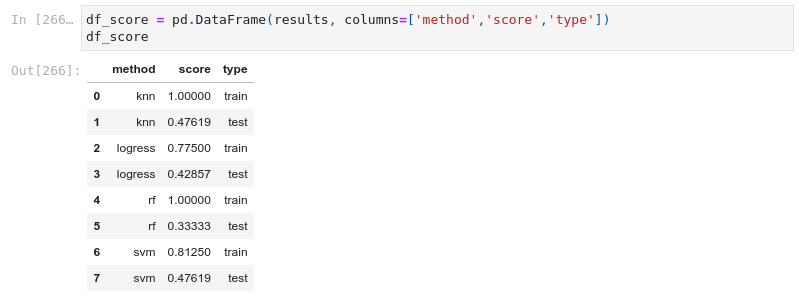 In [266… df_score = pd.DataFrame(results, columns=['method','score','type'])
df_score
Out[266]:
method score type
0 knn 1.00000 train
1 knn 0.47619 test
2 logress 0.77500 train
3 logress 0.42857 test
4 rf 1.00000 train
5 rf 0.33333 test
6 svm 0.81250 train
7 svm 0.47619 test